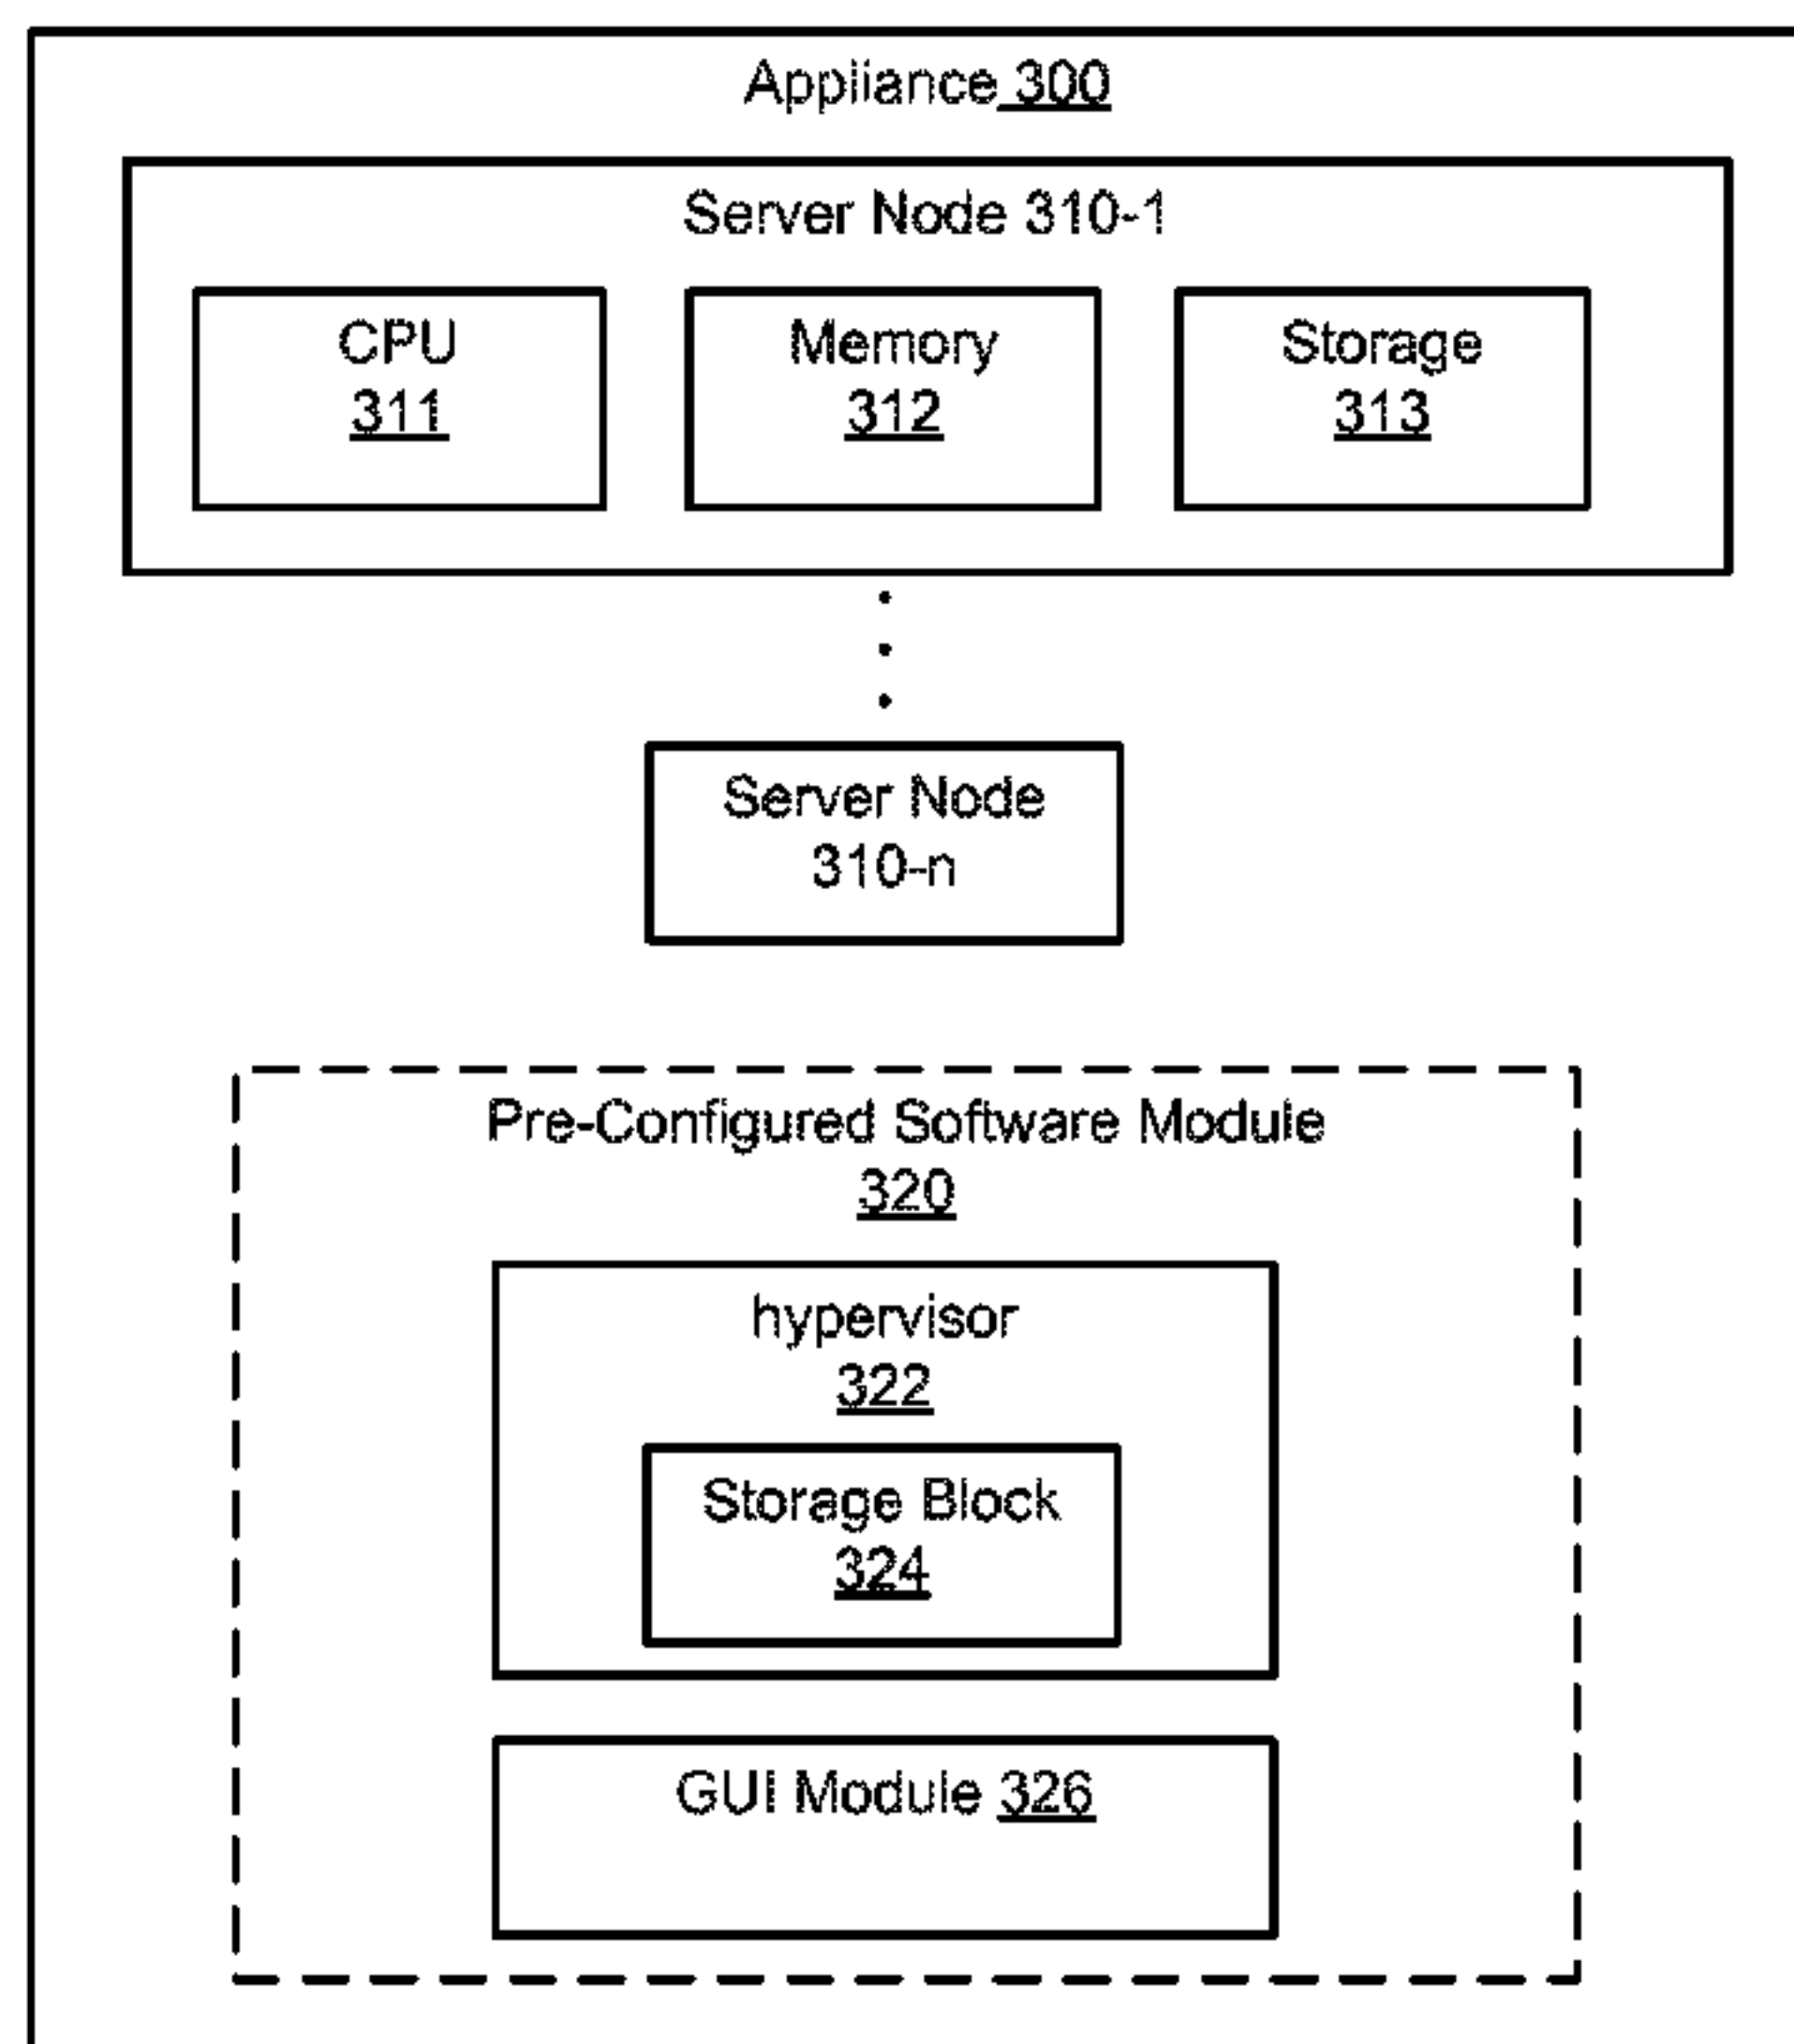 Appliance 300
Server Node 310-1
CPU
311
Memory
312
Storage
313
Server Node
310-n
Pre-Configured Software Module
320
hypervisor
322
Storage Block
324
GUI Module 326